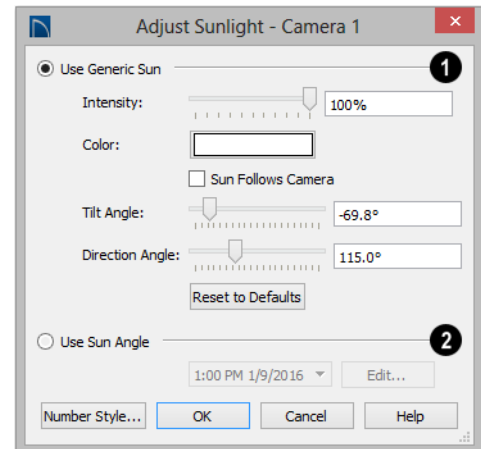 Adjust Sunlight - Camera 1
Use Generic Sun
1
Intensity:
100%
Color:
Sun Follows Camera
Tilt Angle:
-69.8°
Direction Angle:
115.0°
Reset to Defaults
Use Sun Angle
2
1:00 PM 1/9/2016
Edit...
Number Style... OK Cancel Help